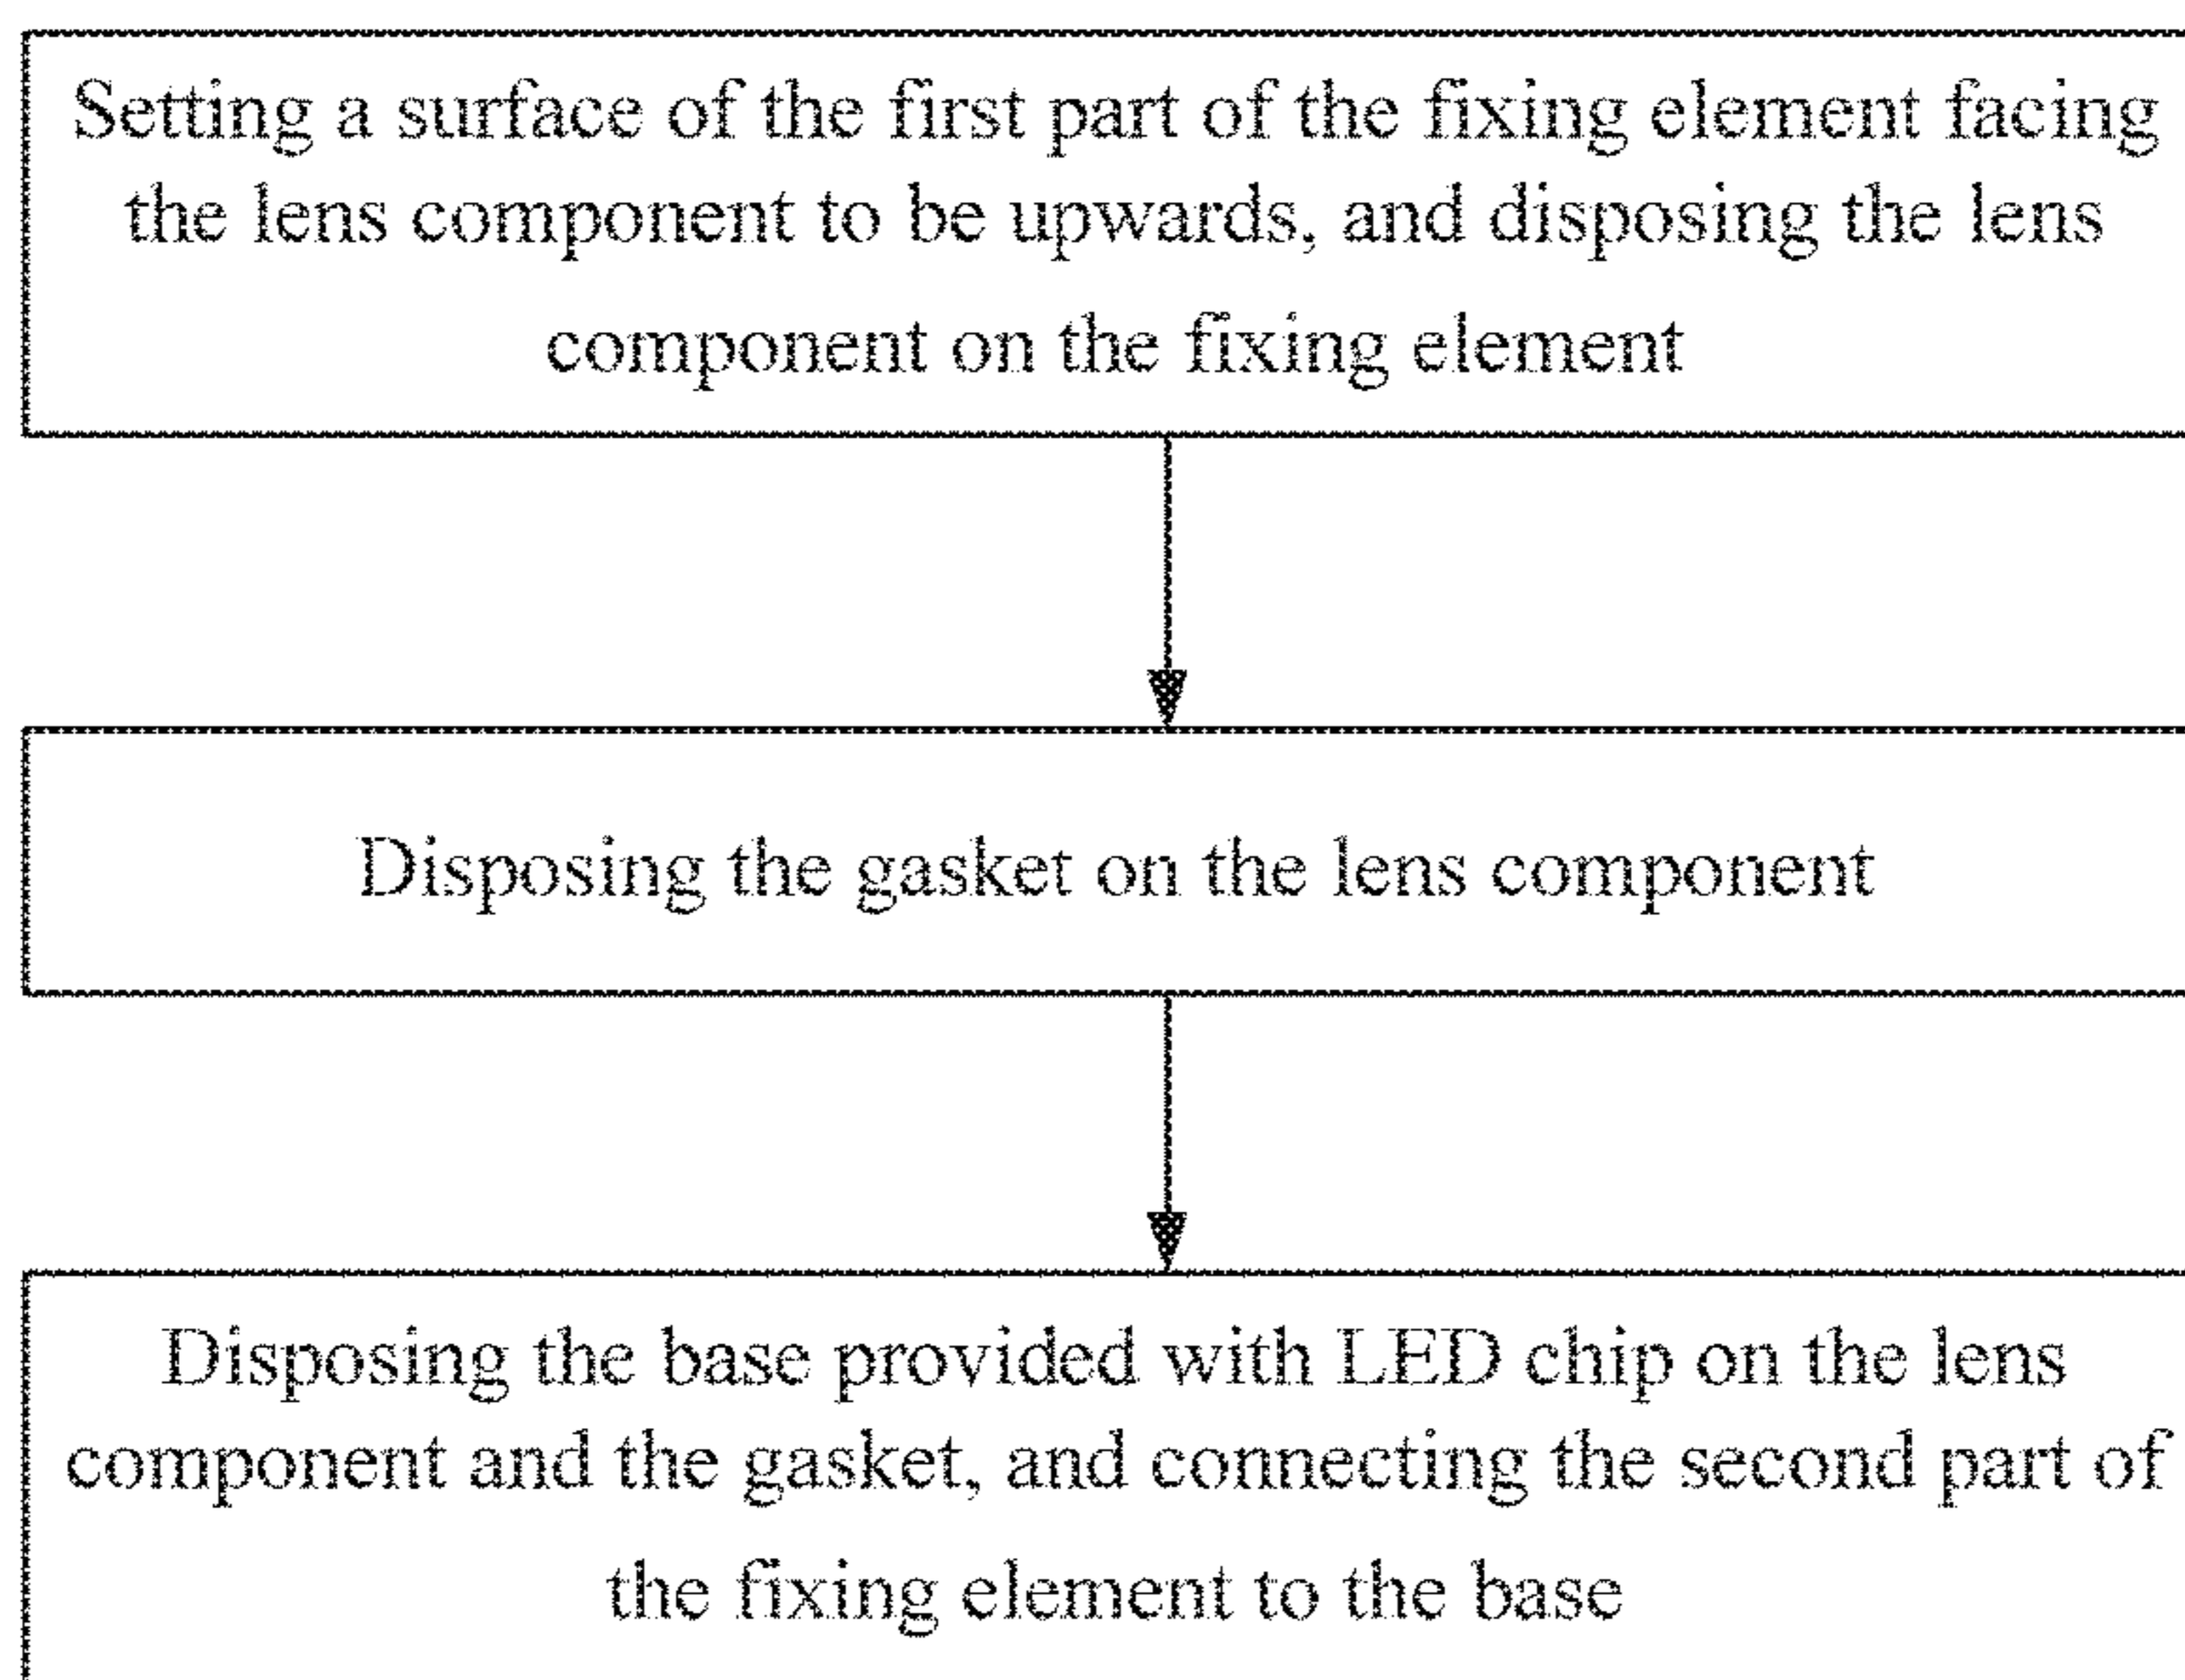 Setting a surface of the first part of the fixing element facing
the lens component to be upwards, and disposing the lens
component on the fixing element
Disposing the gasket on the lens component
Disposing the base provided with LED chip on the lens
component and the gasket, and connecting the second part of
the fixing element to the base